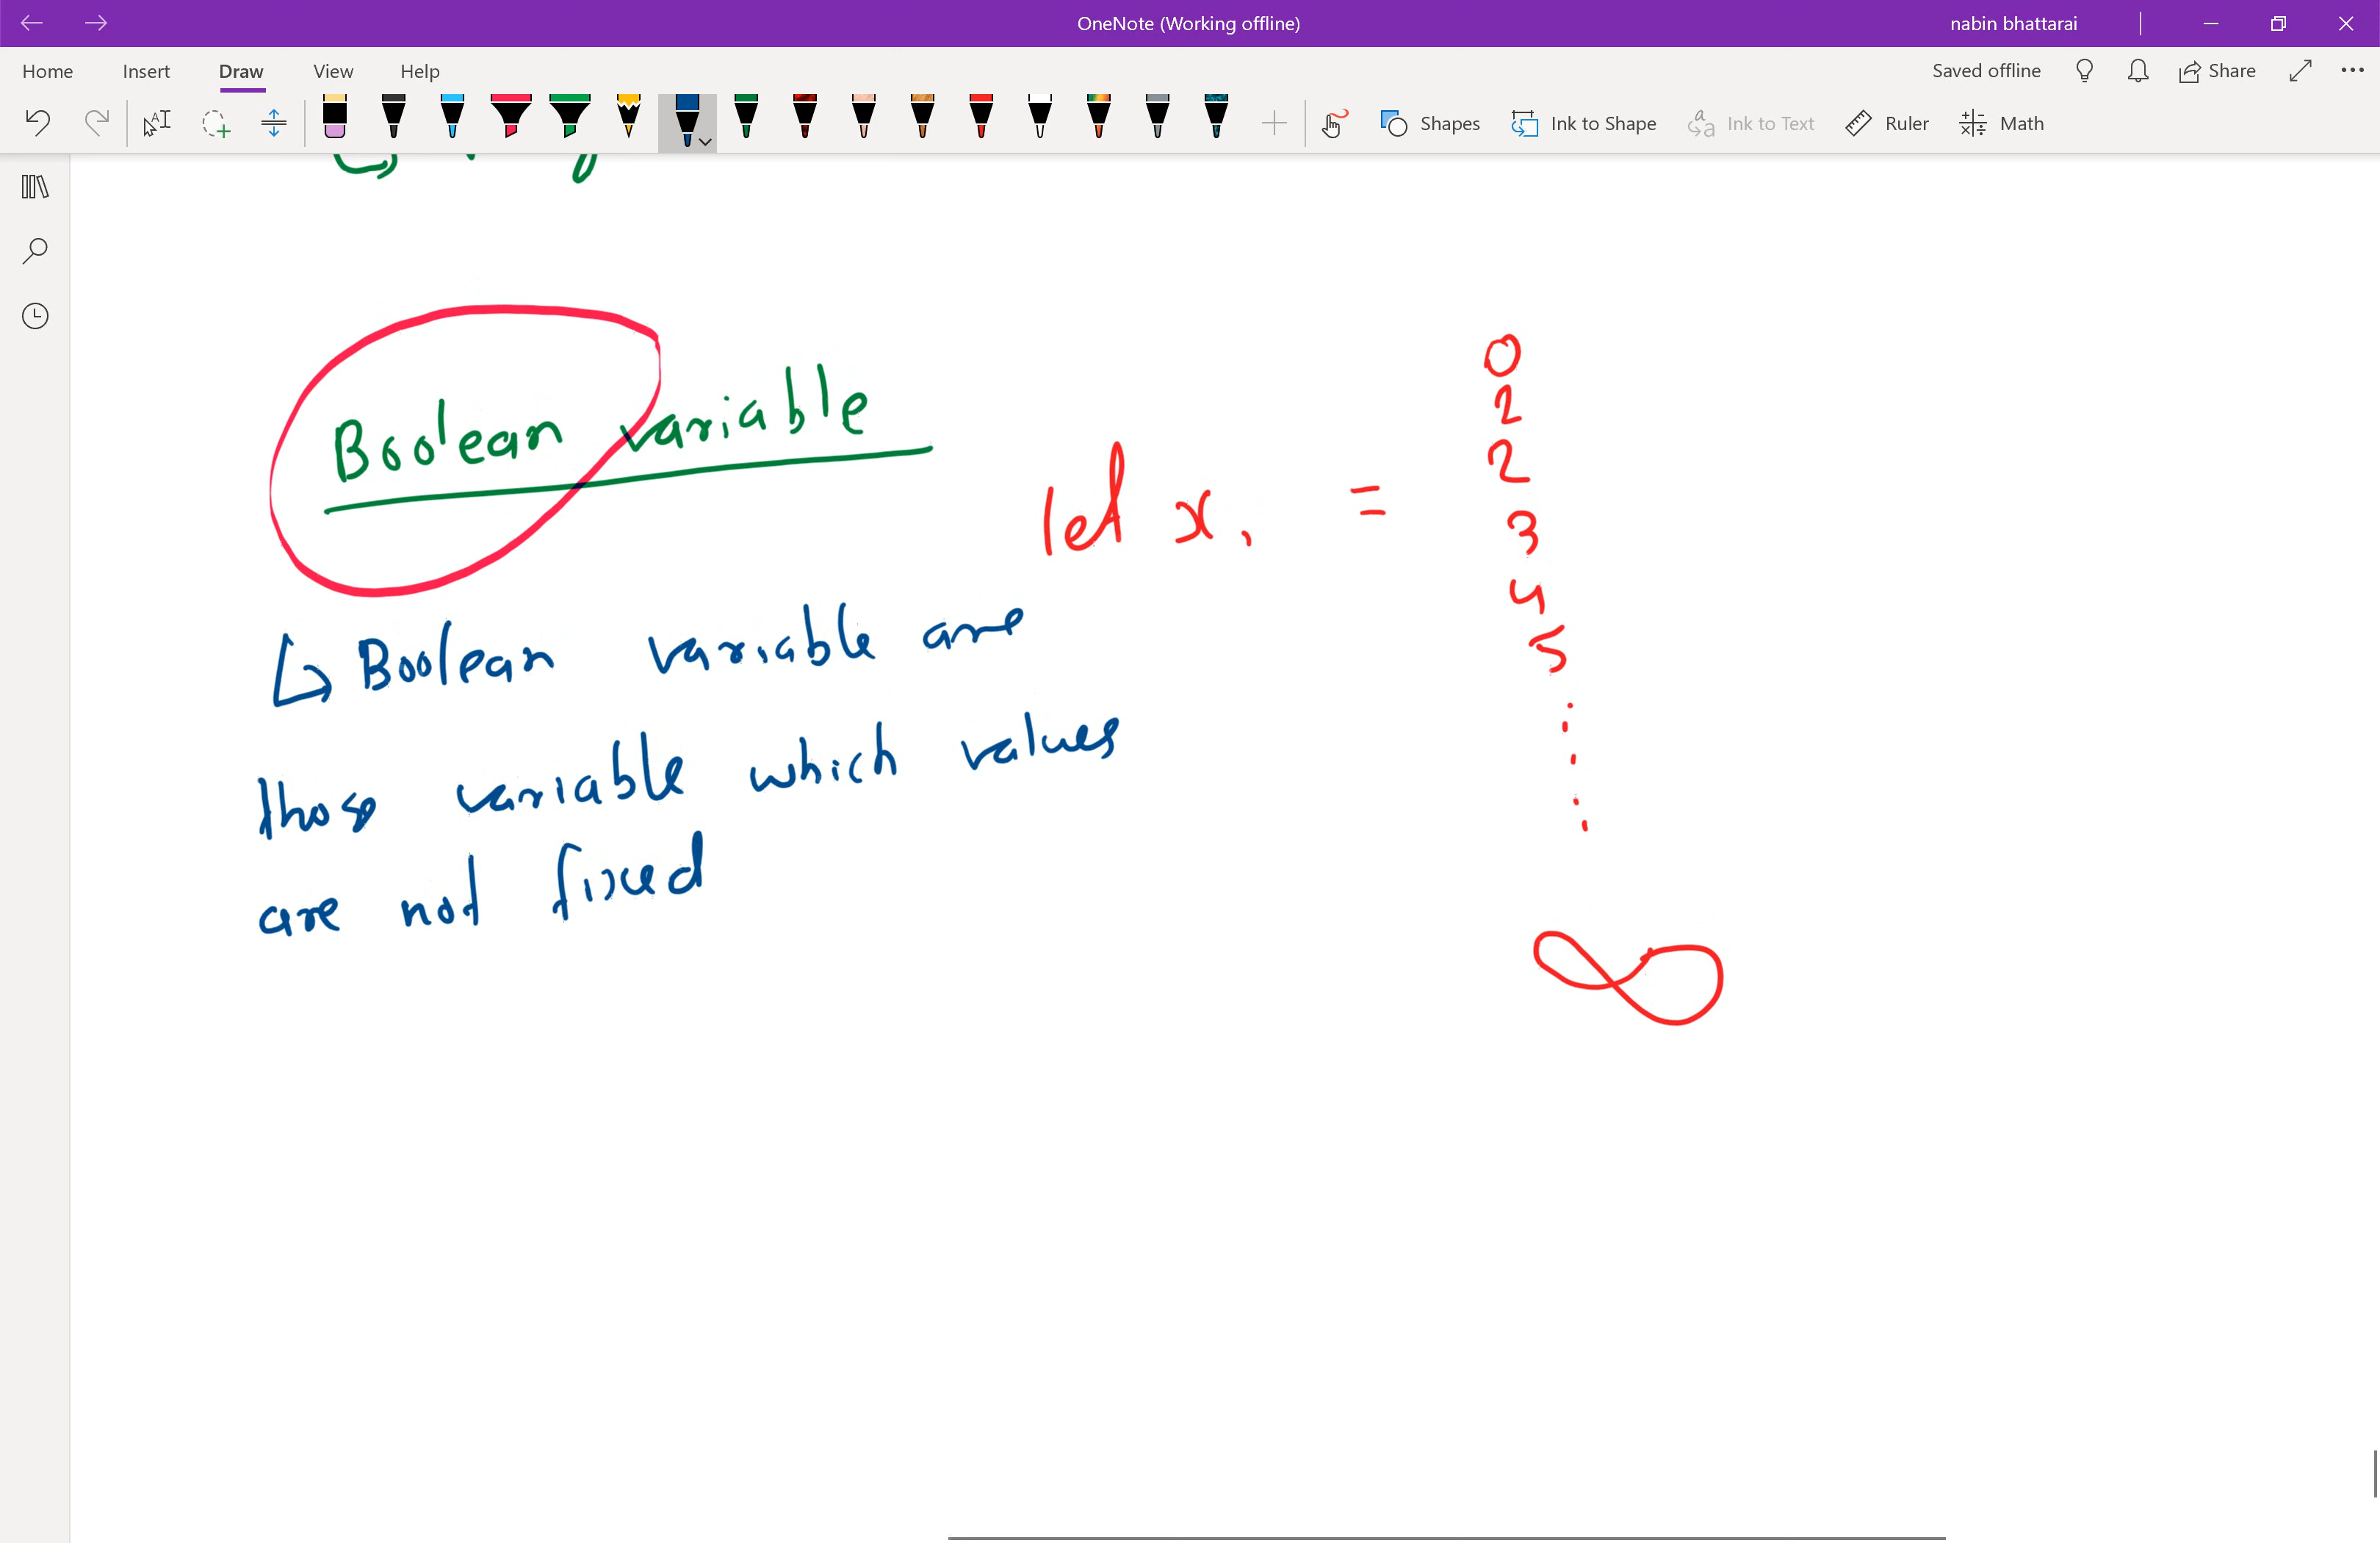 OneNote (Working offline)
nabin bhattarai
Home Insert Draw View Help
Saved offline
Share
Shapes
Ink to Shape
Ink to Text
Ruler
Math
Boolean variable
let x, =
0
2
2
3
4
5
∞
Boolean variable are
those variable which values
are not fixed